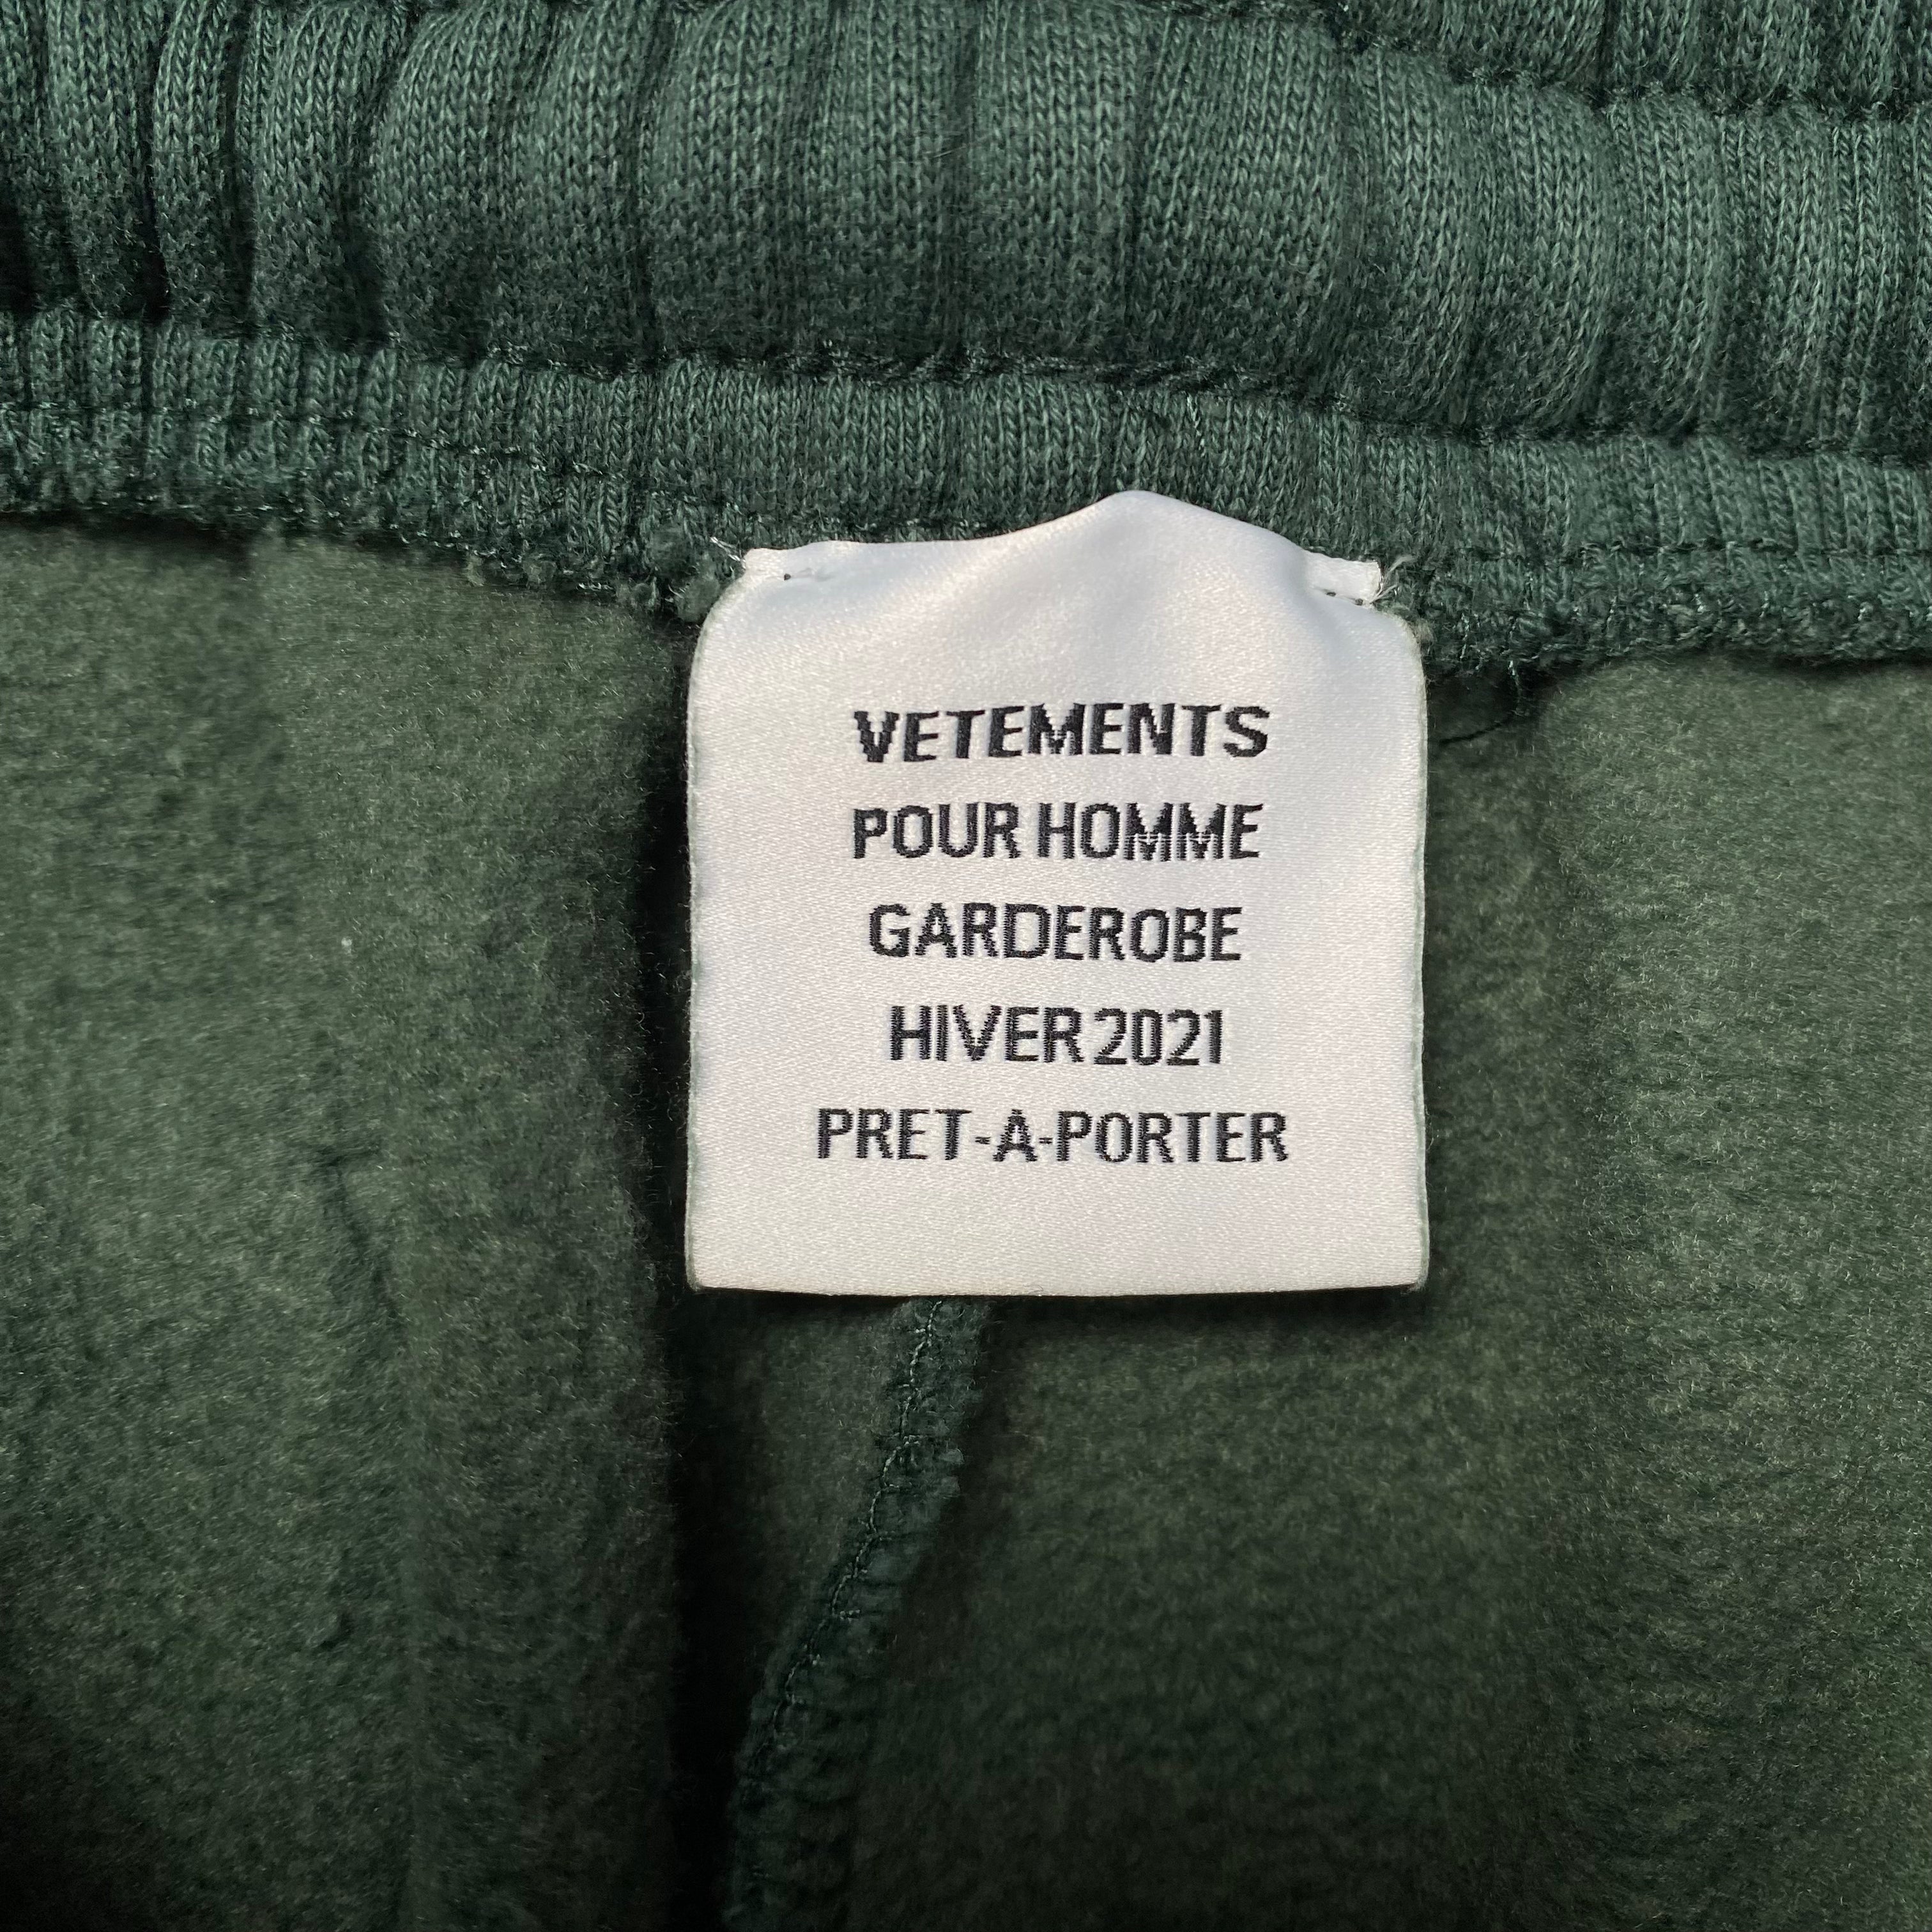 VETEMENTS
POUR HOMME
GARDEROBE
HIVER 2021
PRET-A-PORTER